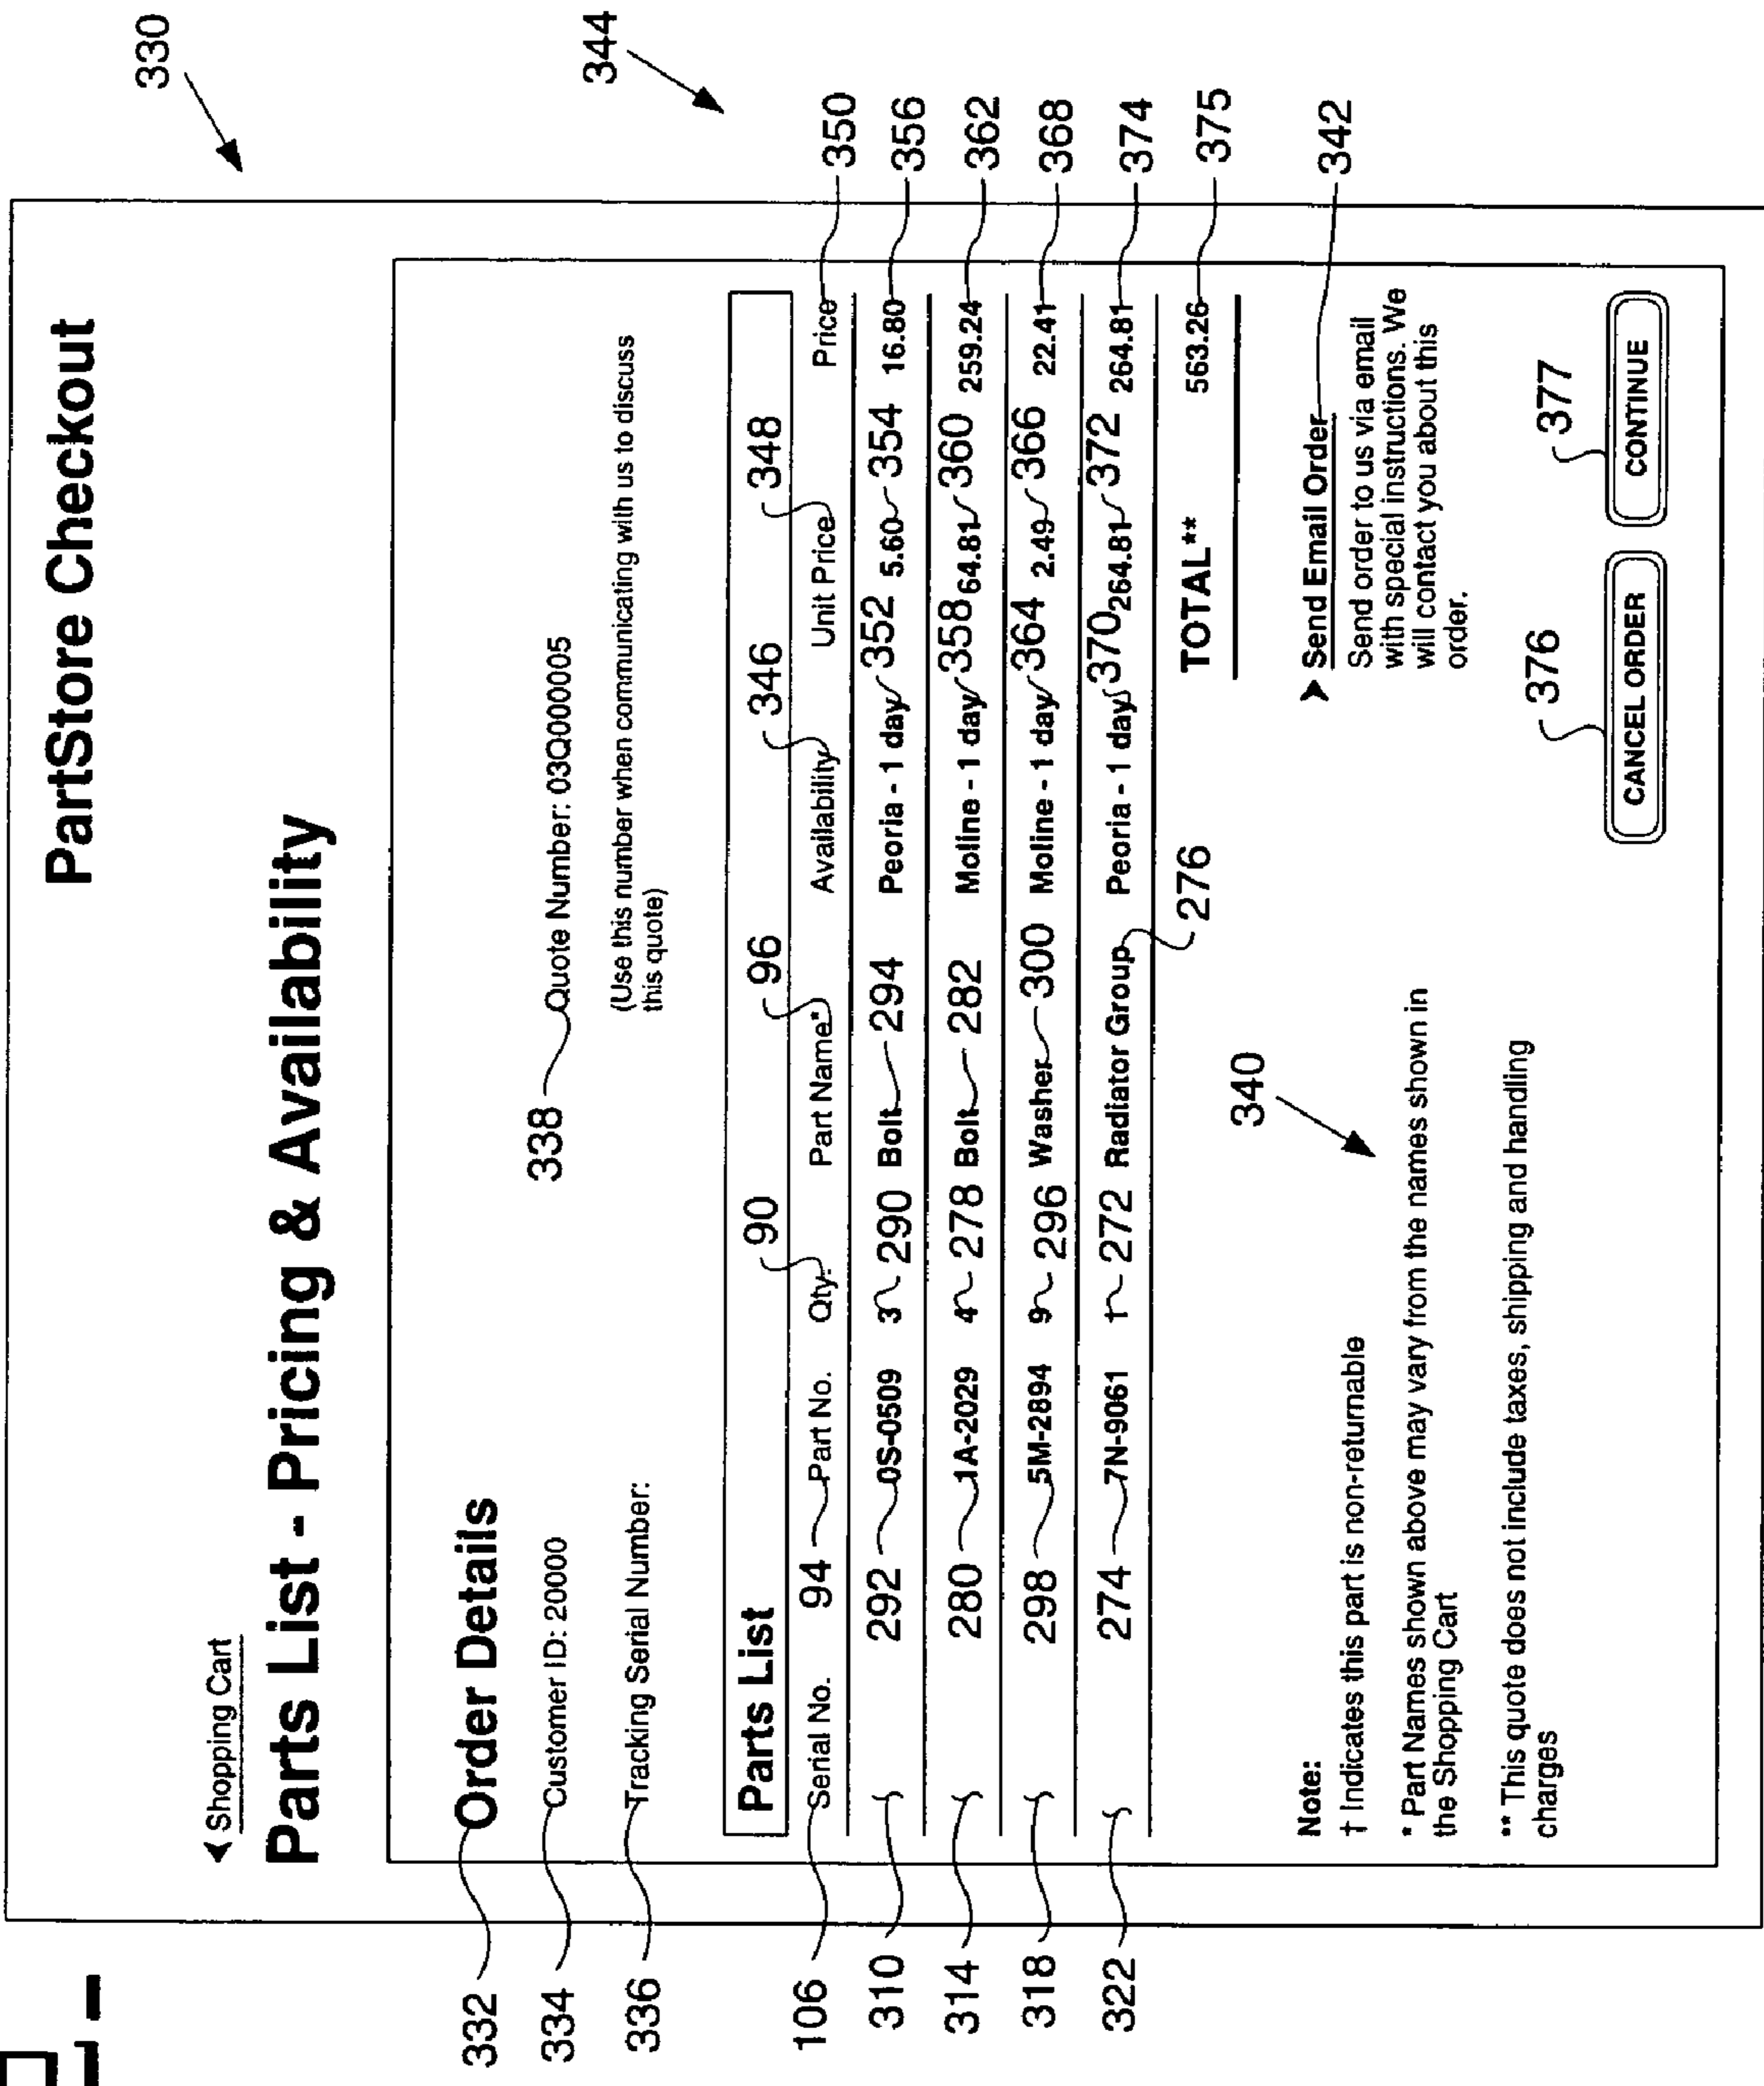 PartStore Checkout
330
Shopping Cart
Parts List - Pricing & Availability
332 Order Details
334 Customer ID: 20000 338 Quote Number: 03Q000005
336 Tracking Serial Number: (Use this number when communicating with us to discuss
this quote)
344
Parts List 90 96 346 348
106 Serial No. 94 Part No. Qty. Part Name* Availability Unit Price Price 350
310 292 0S-0509 3 290 Bolt 294 Peoria - 1 day 352 5.60 354 16.80 356
314 280 1A-2029 4 278 Bolt 282 Moline - 1 day 358 64.81 360 259.24 362
318 298 5M-2894 9 296 Washer 300 Moline - 1 day 364 2.49 366 22.41 368
322 274 7N-9061 1 272 Radiator Group 276 Peoria - 1 day 370 264.81 372 264.81 374
TOTAL** 563.26 375
340
Note:
† Indicates this part is non-returnable
* Part Names shown above may vary from the names shown in
the Shopping Cart
** This quote does not include taxes, shipping and handling
charges
Send Email Order 342
Send order to us via email
with special instructions. We
will contact you about this
order.
376 377
CANCEL ORDER CONTINUE